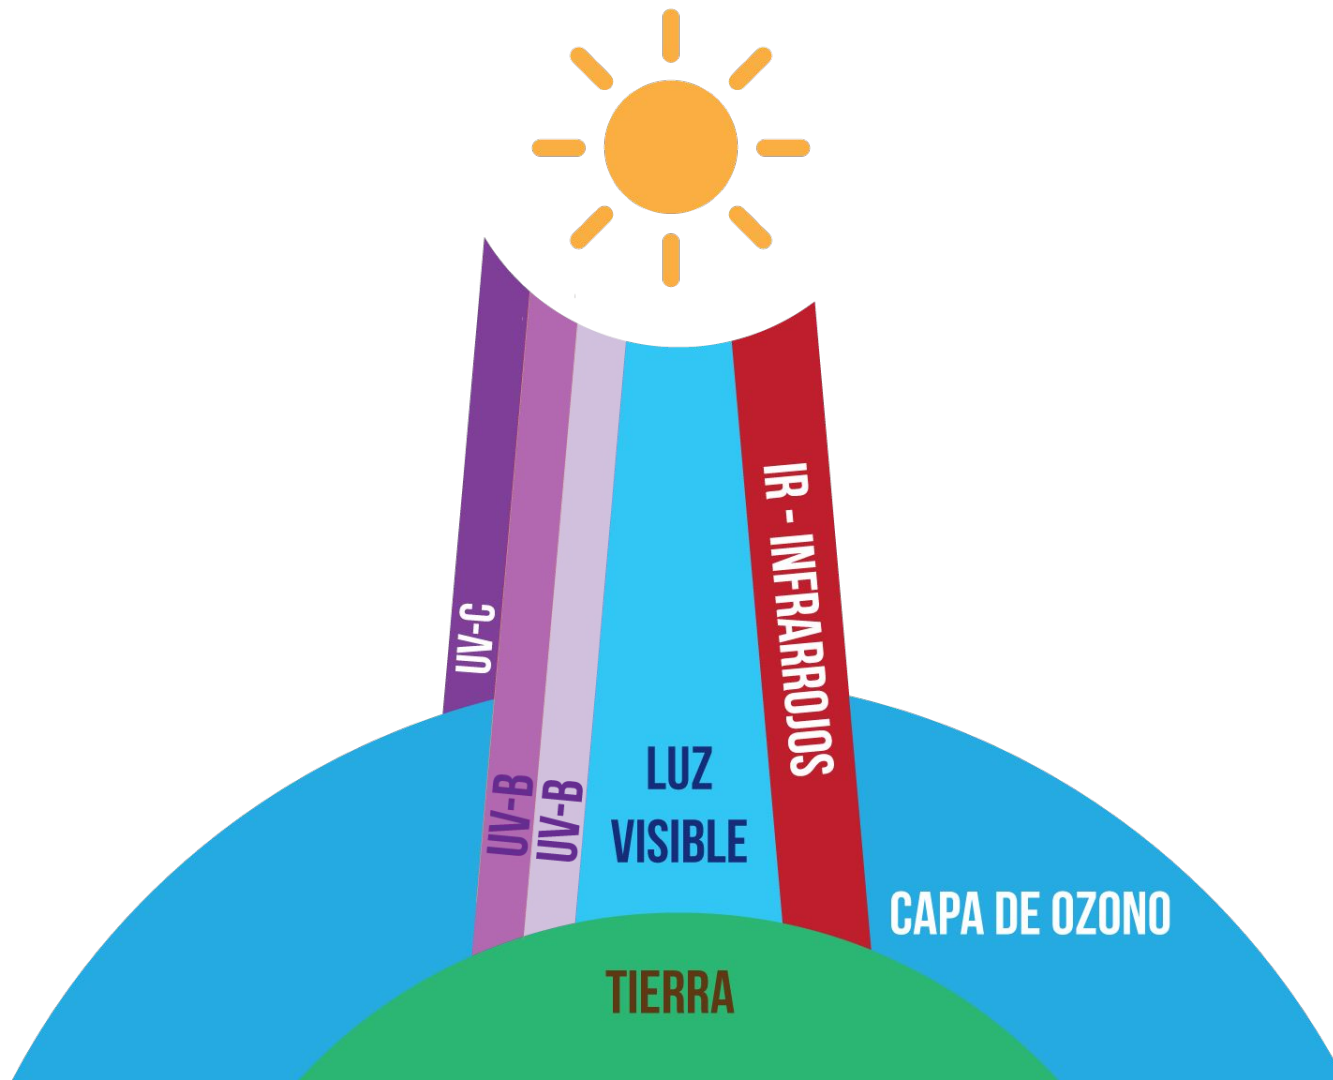 UV-C
UV-B
UV-B
LUZ
VISIBLE
IR - INFRARROJOS
CAPA DE OZONO
TIERRA